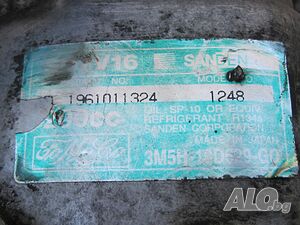 V16 SANDEN
NO.
1961011324 1248
OIL: SP-10 OR EQUIV.
REFRIGERANT: R134a
SANDEN CORPORATION
MADE IN JAPAN
3M5H
ALO.bg